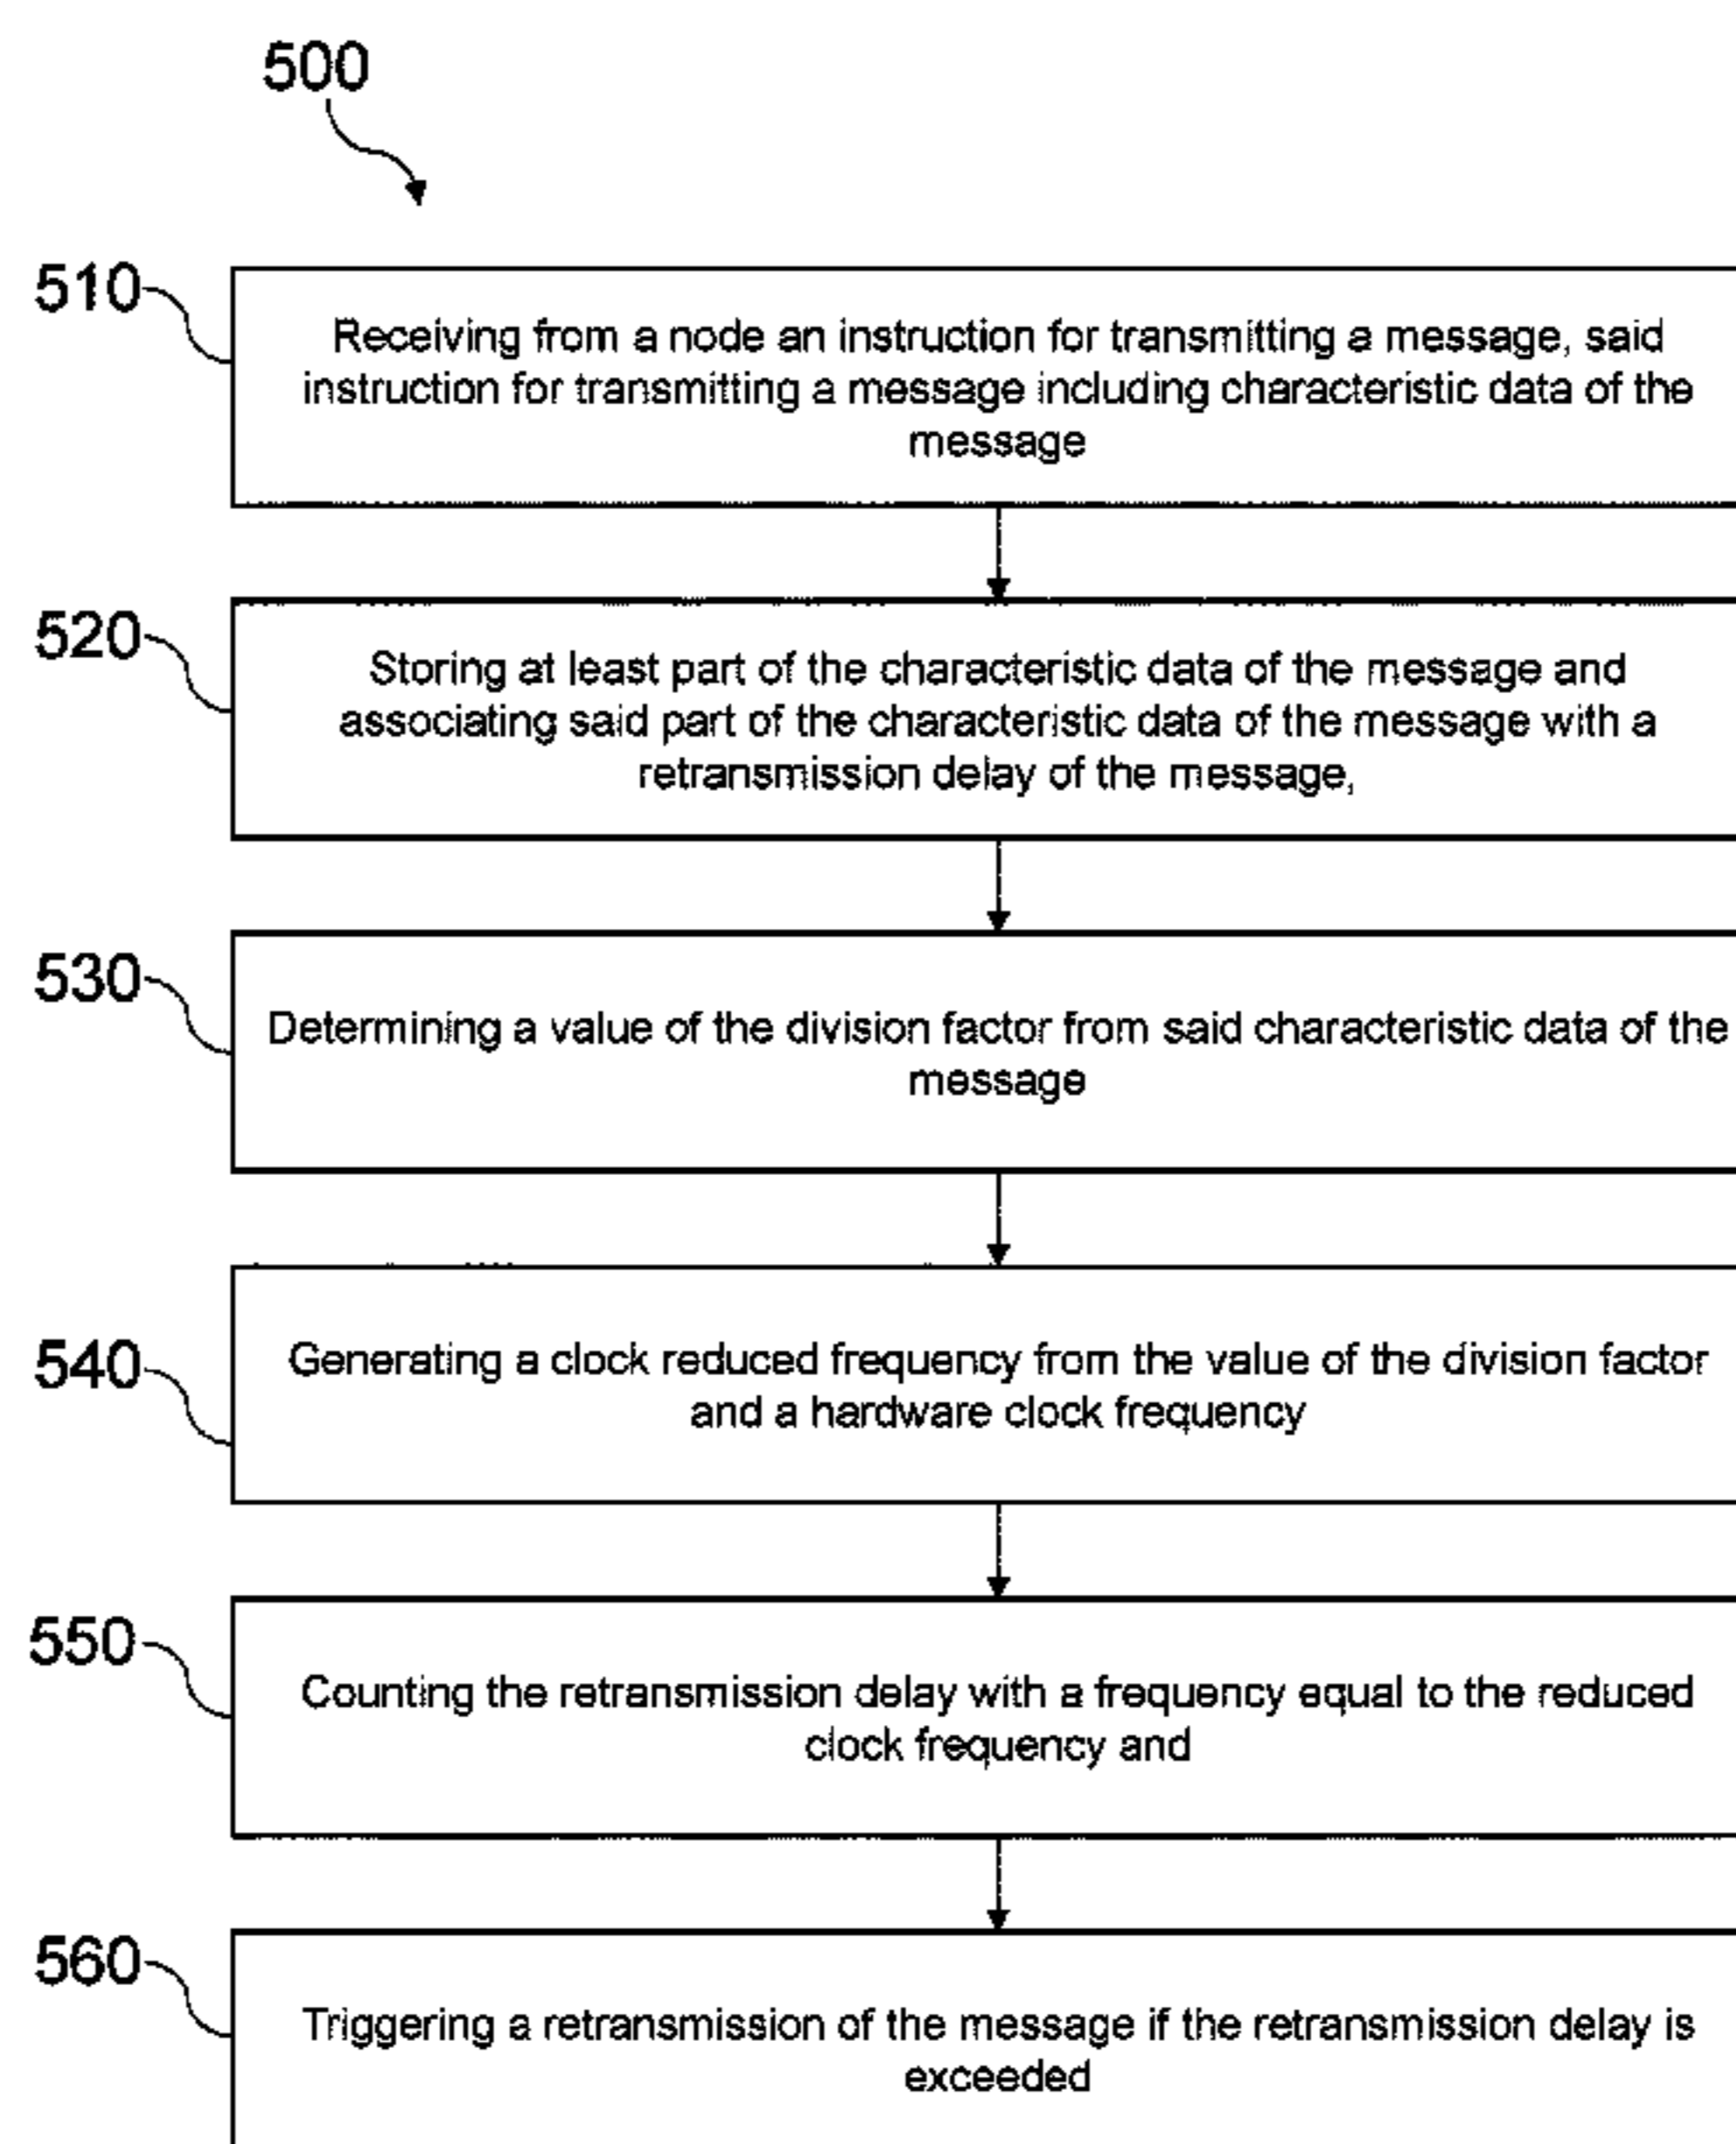 500
510
Receiving from a node an instruction for transmitting a message, said
instruction for transmitting a message including characteristic data of the
message
520
Storing at least part of the characteristic data of the message and
associating said part of the characteristic data of the message with a
retransmission delay of the message,
530
Determining a value of the division factor from said characteristic data of the
message
540
Generating a clock reduced frequency from the value of the division factor
and a hardware clock frequency
550
Counting the retransmission delay with a frequency equal to the reduced
clock frequency and
560
Triggering a retransmission of the message if the retransmission delay is
exceeded